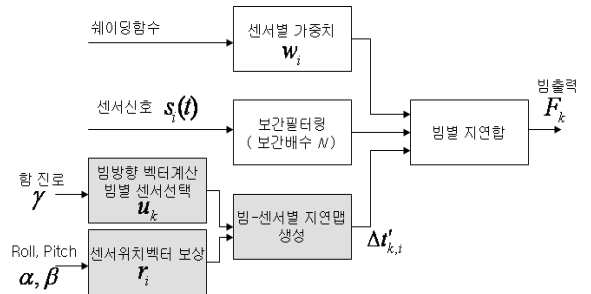 쉐이딩함수
센서별 가중치
w_i
센서신호 s_i(t)
보간필터링
( 보간배수 N)
빔별 지연합
빔출력
F_k
함 진로
γ
빔방향 벡터계산
빔별 센서선택
u_k
빔-센서별 지연맵
생성
Δt'_{k,i}
Roll, Pitch
α, β
센서위치벡터 보상
r_i